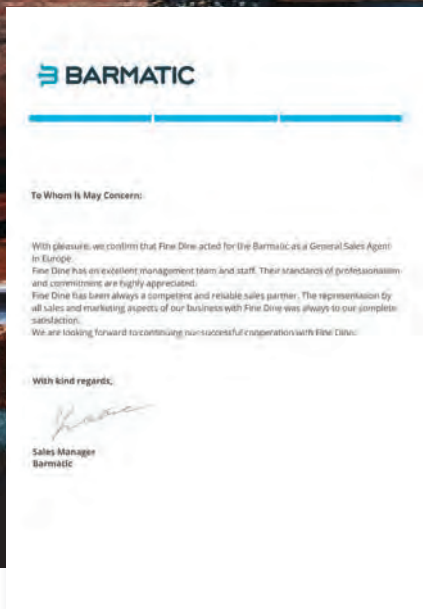 BARMATIC
To Whom Is May Concern:
With pleasure, we confirm that Fine Dine acted for the Barmatic as a General Sales Agent
in Europe.
Fine Dine has an excellent management team and staff. Their standards of professionalism
and commitment are highly appreciated.
Fine Dine has been always a competent and reliable sales partner. The representation by
all sales and marketing aspects of our business with Fine Dine was always to our complete
satisfaction.
We are looking forward to continuing our successful cooperation with Fine Dine.
With kind regards,
Sales Manager
Barmatic